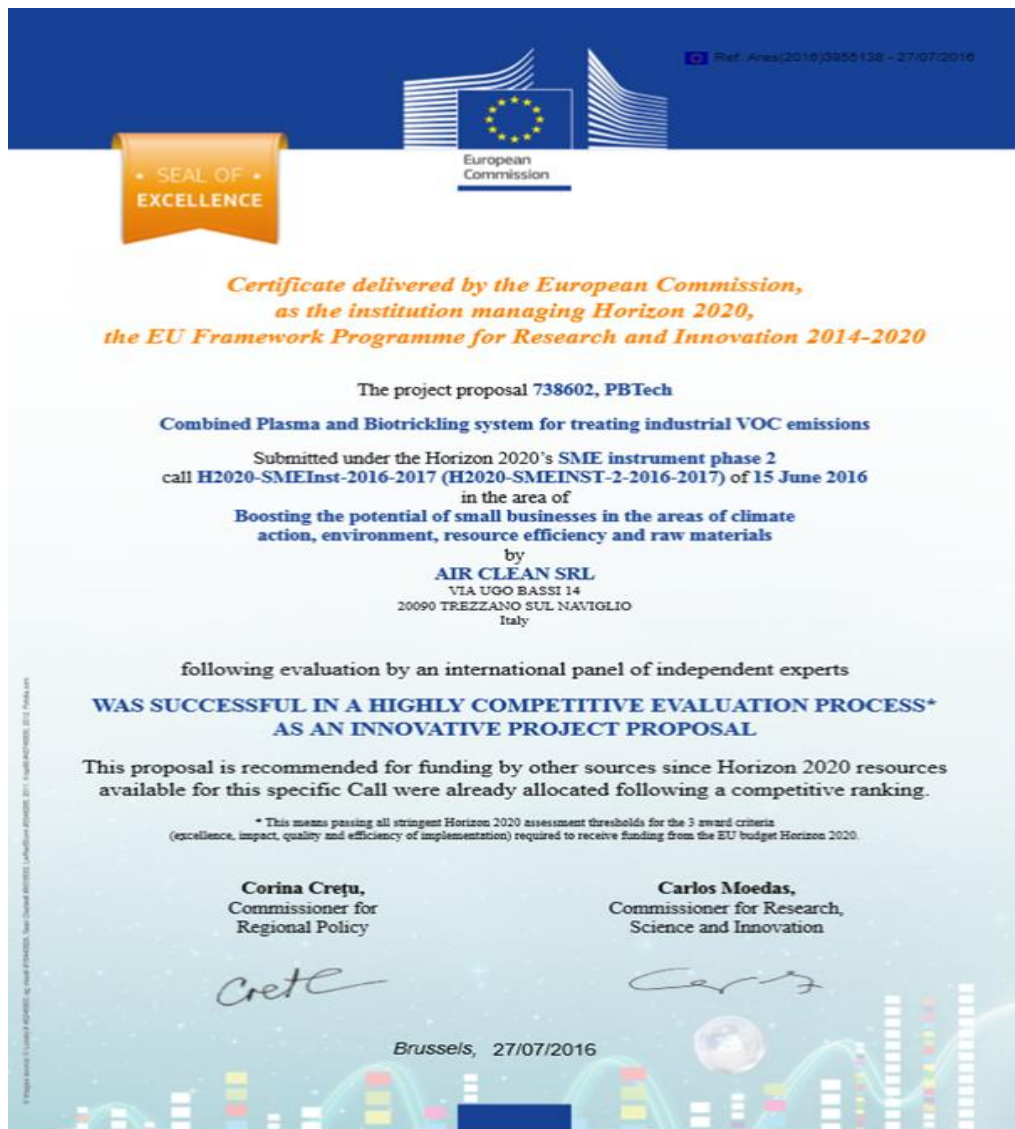 Ref. Ares(2016)3956138 - 27/07/2016
European
Commission
• SEAL OF •
EXCELLENCE
Certificate delivered by the European Commission,
as the institution managing Horizon 2020,
the EU Framework Programme for Research and Innovation 2014-2020
The project proposal 738602, PBTech
Combined Plasma and Biotrickling system for treating industrial VOC emissions
Submitted under the Horizon 2020's SME instrument phase 2
call H2020-SMEInst-2016-2017 (H2020-SMEINST-2-2016-2017) of 15 June 2016
in the area of
Boosting the potential of small businesses in the areas of climate
action, environment, resource efficiency and raw materials
by
AIR CLEAN SRL
VIA UGO BASSI 14
20090 TREZZANO SUL NAVIGLIO
Italy
following evaluation by an international panel of independent experts
WAS SUCCESSFUL IN A HIGHLY COMPETITIVE EVALUATION PROCESS*
AS AN INNOVATIVE PROJECT PROPOSAL
This proposal is recommended for funding by other sources since Horizon 2020 resources
available for this specific Call were already allocated following a competitive ranking.
* This means passing all stringent Horizon 2020 assessment thresholds for the 3 award criteria
(excellence, impact, quality and efficiency of implementation) required to receive funding from the EU budget Horizon 2020.
Corina Crețu,
Commissioner for
Regional Policy
Carlos Moedas,
Commissioner for Research,
Science and Innovation
Brussels, 27/07/2016